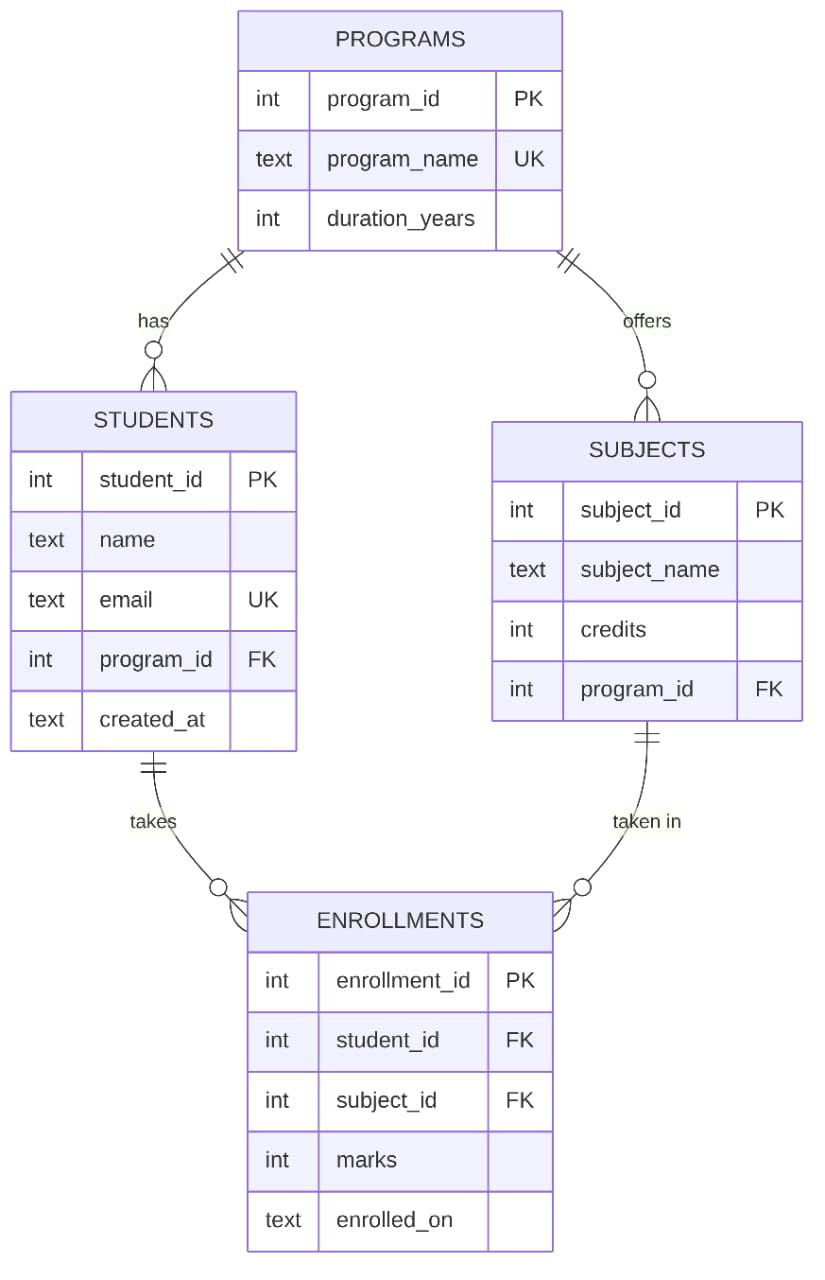 PROGRAMS
int program_id PK
text program_name UK
int duration_years
has
offers
STUDENTS
int student_id PK
text name
text email UK
int program_id FK
text created_at
SUBJECTS
int subject_id PK
text subject_name
int credits
int program_id FK
takes
taken in
ENROLLMENTS
int enrollment_id PK
int student_id FK
int subject_id FK
int marks
text enrolled_on